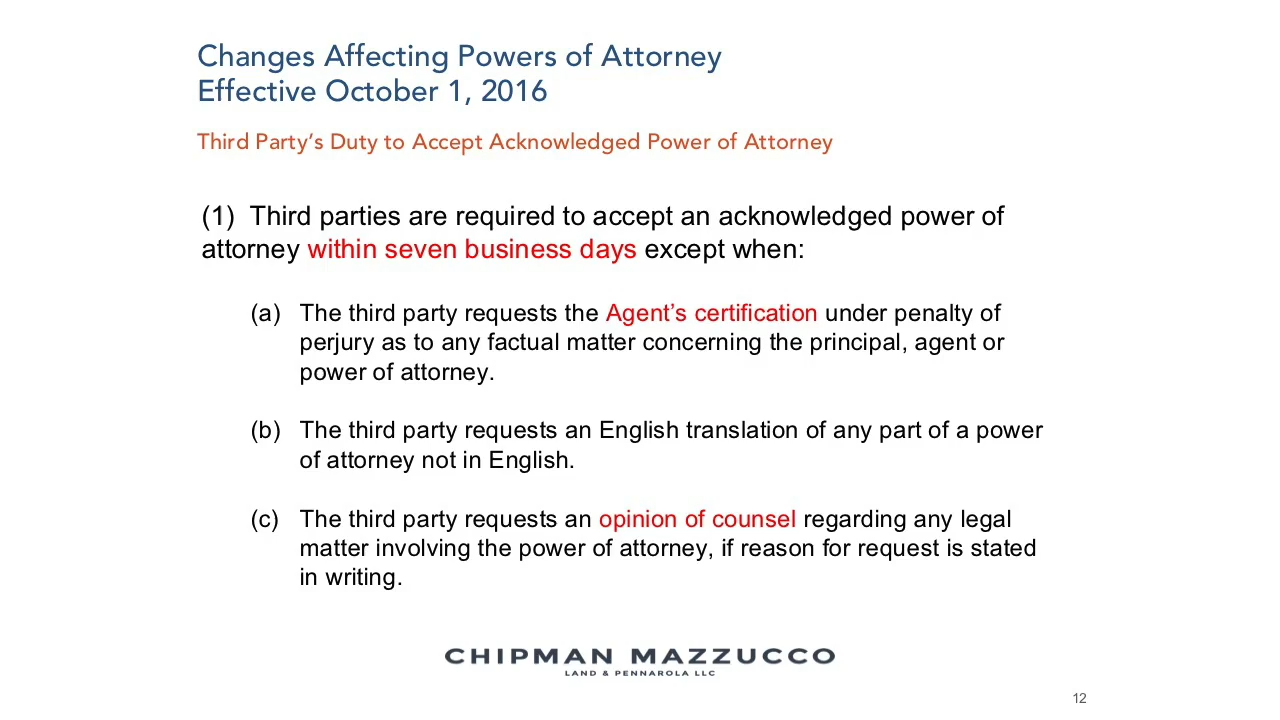 Changes Affecting Powers of Attorney
Effective October 1, 2016
Third Party’s Duty to Accept Acknowledged Power of Attorney
(1) Third parties are required to accept an acknowledged power of
attorney within seven business days except when:
(a) The third party requests the Agent’s certification under penalty of
perjury as to any factual matter concerning the principal, agent or
power of attorney.
(b) The third party requests an English translation of any part of a power
of attorney not in English.
(c) The third party requests an opinion of counsel regarding any legal
matter involving the power of attorney, if reason for request is stated
in writing.
CHIPMAN MAZZUCCO
LAND & PENNAROLA LLC
12